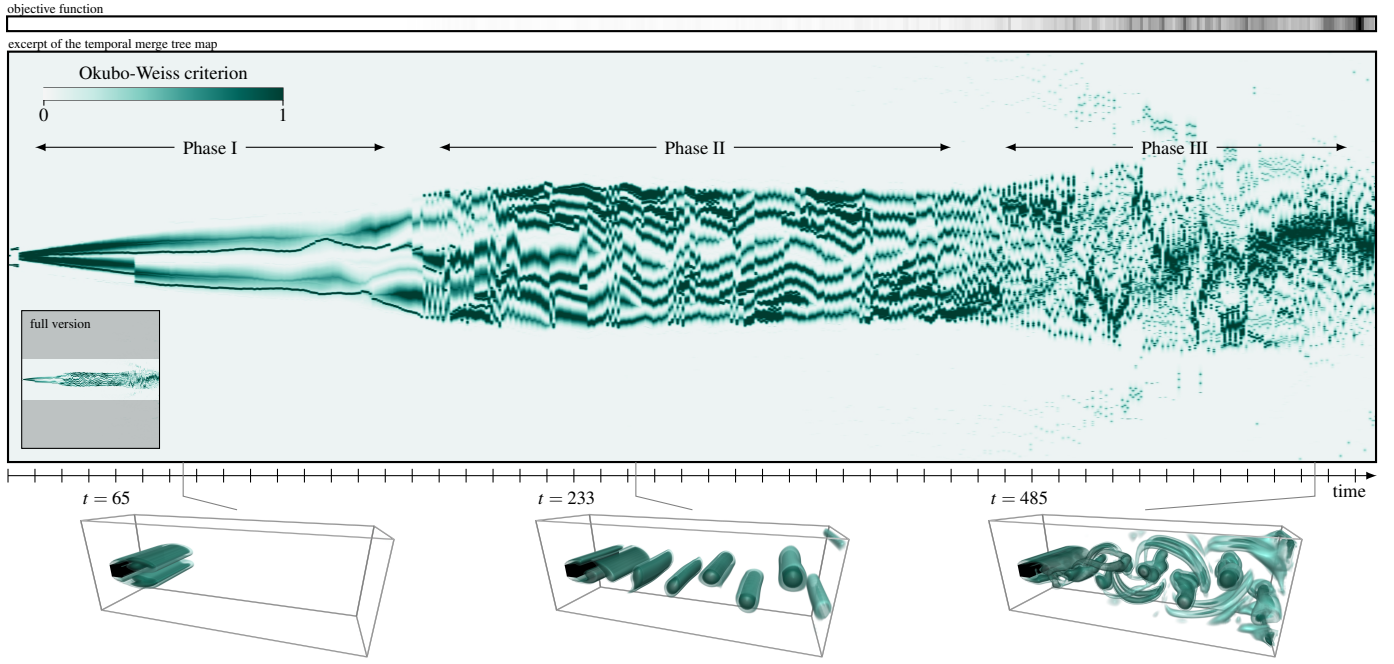 objective function
excerpt of the temporal merge tree map
Okubo-Weiss criterion
0 1
Phase I Phase II Phase III
full version
time
t = 65 t = 233 t = 485